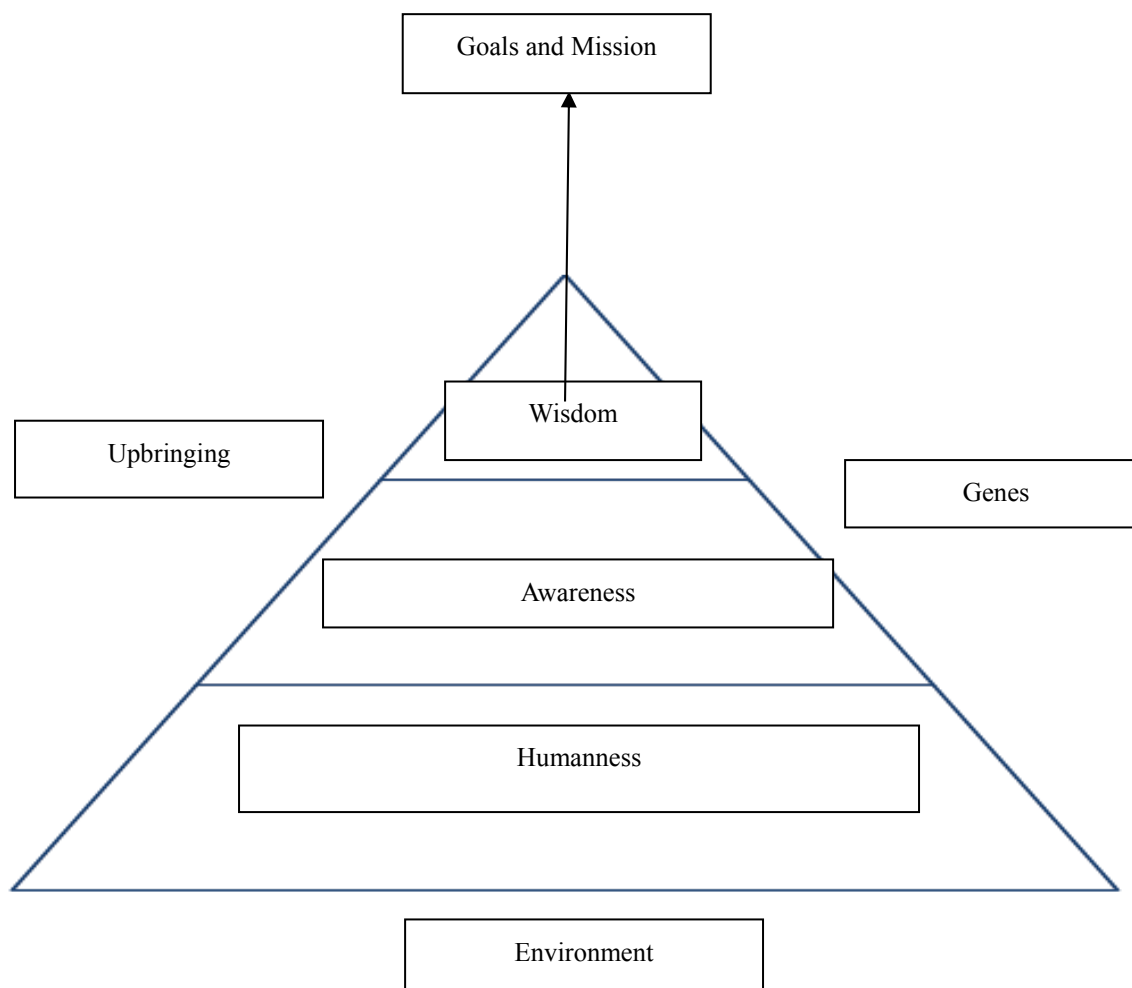 Goals and Mission
Wisdom
Upbringing
Genes
Awareness
Humanness
Environment